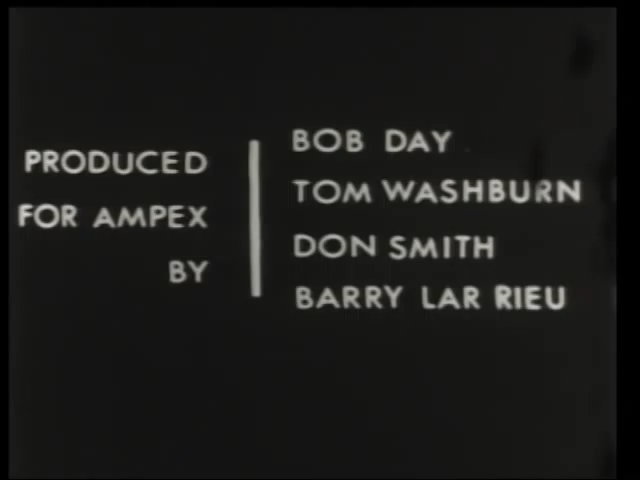 PRODUCED
FOR AMPEX
BY
BOB DAY
TOM WASHBURN
DON SMITH
BARRY LAR RIEU